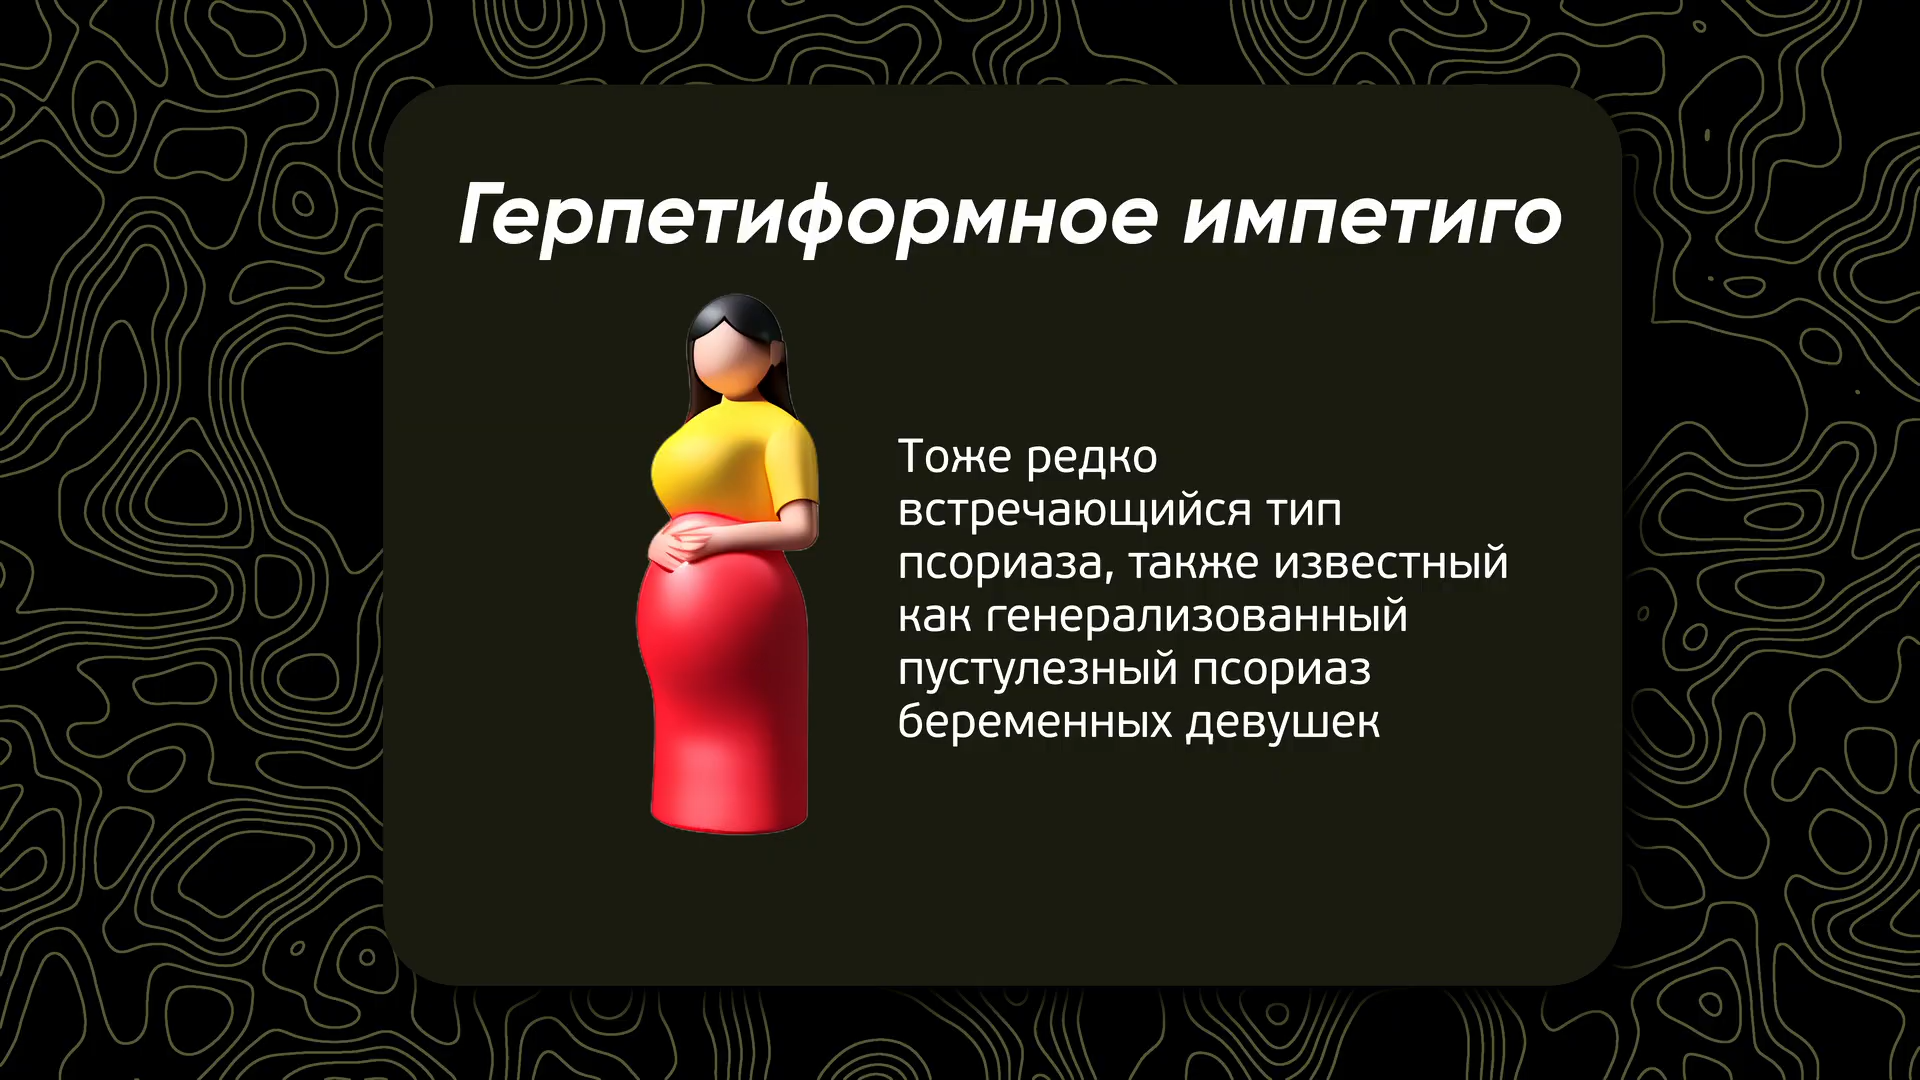 Герпетиформное импетиго
Тоже редко
встречающийся тип
псориаза, также известный
как генерализованный
пустулезный псориаз
беременных девушек